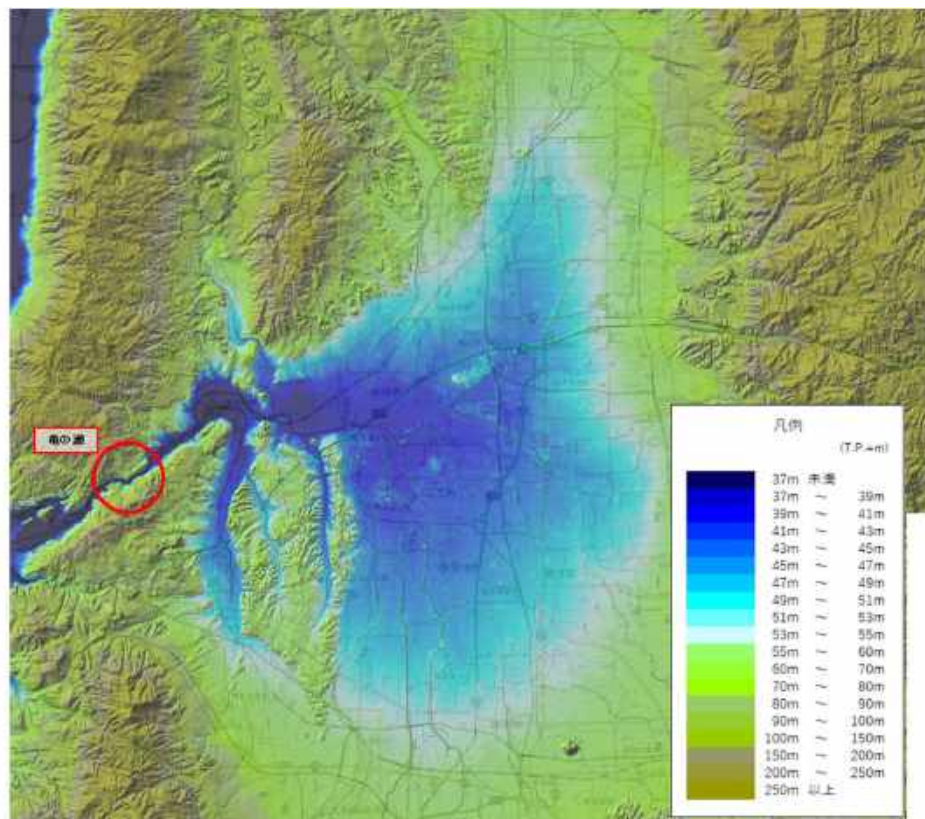 亀の瀬
凡例
(T.P.+m)
37m 未満
37m ～ 39m
39m ～ 41m
41m ～ 43m
43m ～ 45m
45m ～ 47m
47m ～ 49m
49m ～ 51m
51m ～ 53m
53m ～ 55m
55m ～ 60m
60m ～ 70m
70m ～ 80m
80m ～ 90m
90m ～ 100m
100m ～ 150m
150m ～ 200m
200m ～ 250m
250m 以上